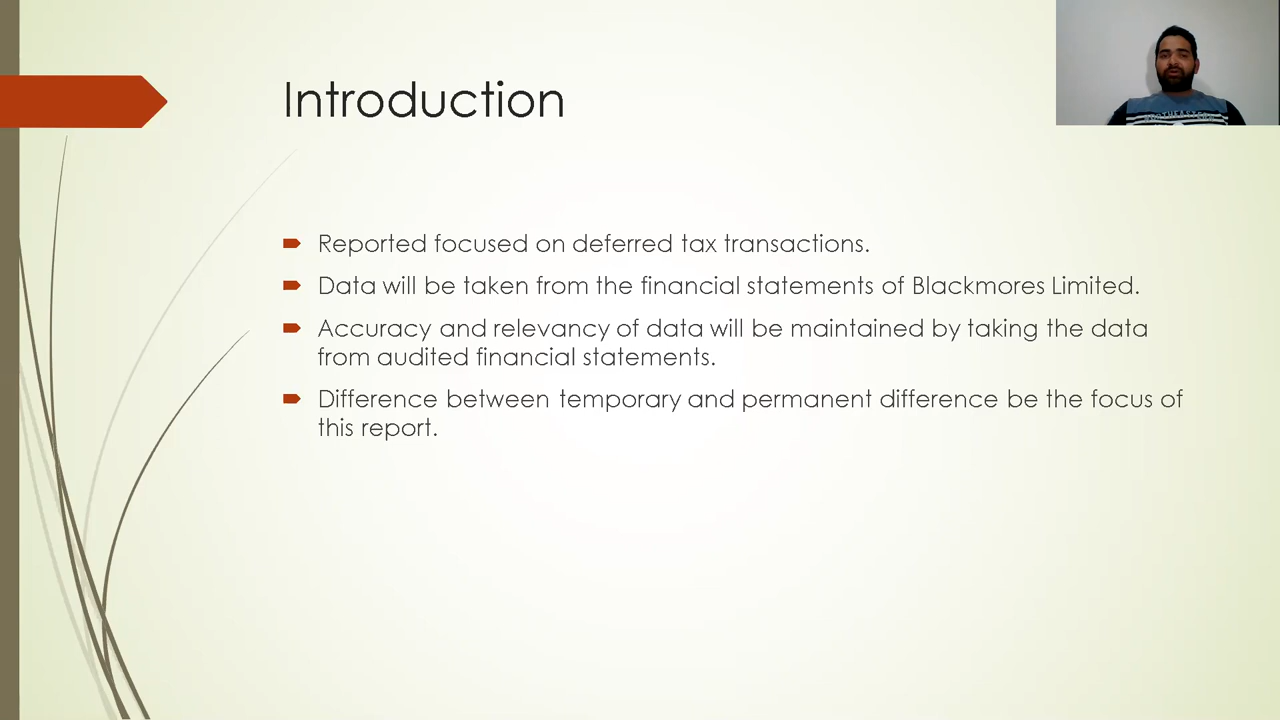 Introduction
Reported focused on deferred tax transactions.
Data will be taken from the financial statements of Blackmores Limited.
Accuracy and relevancy of data will be maintained by taking the data
from audited financial statements.
Difference between temporary and permanent difference be the focus of
this report.